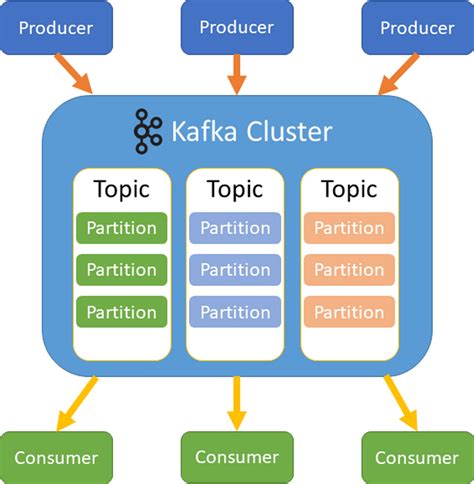 Producer
Producer
Producer
Kafka Cluster
Topic
Topic
Topic
Partition
Partition
Partition
Partition
Partition
Partition
Partition
Partition
Partition
Consumer
Consumer
Consumer